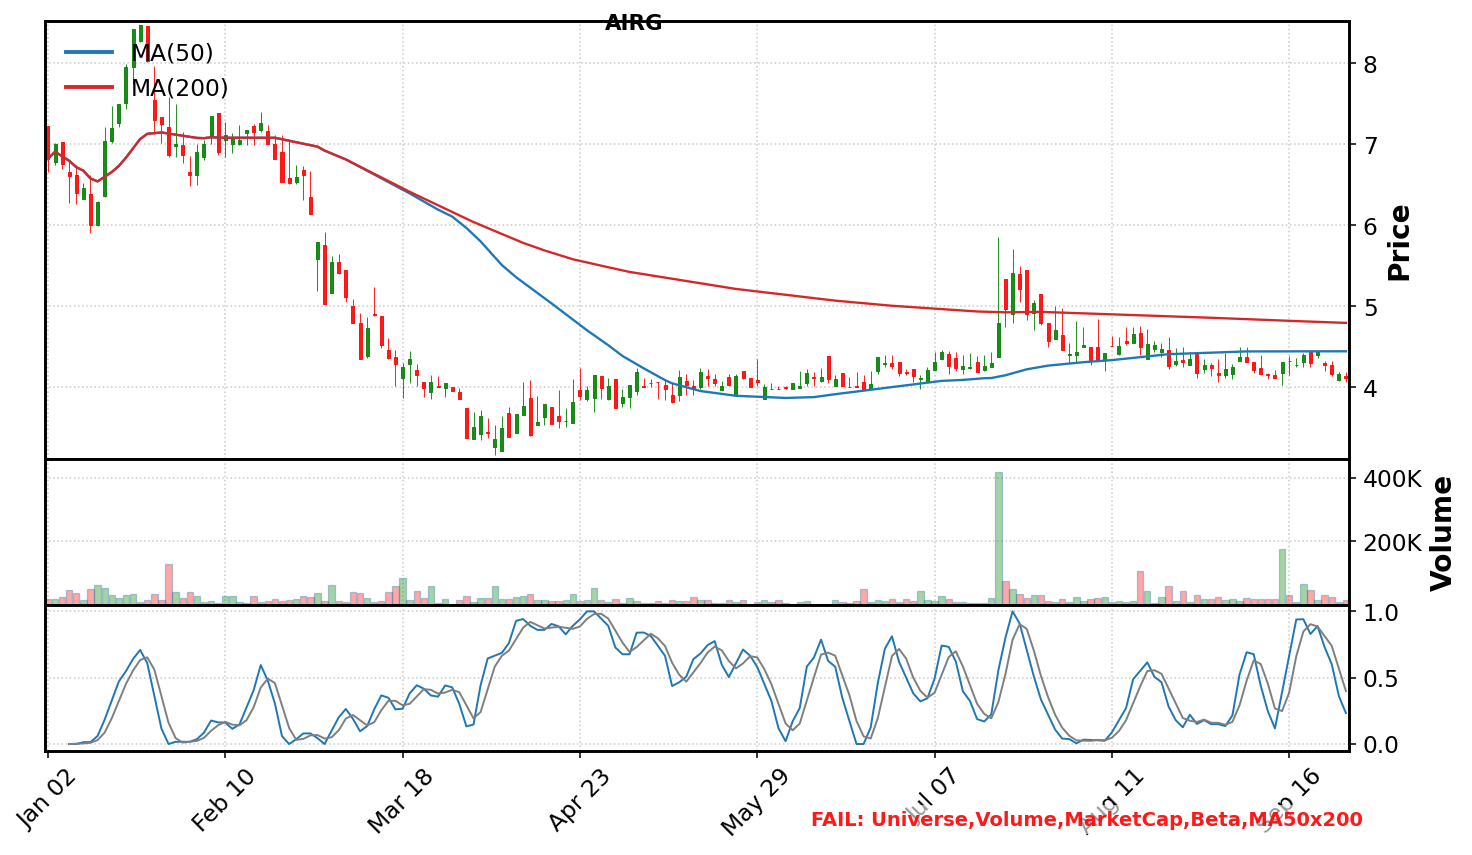 AIRG
MA(50)
MA(200)
8
7
6
5
4
Price
400K
200K
Volume
1.0
0.5
0.0
Jan 02
Feb 10
Mar 18
Apr 23
May 29
Jul 07
Aug 11
Sep 16
FAIL: Universe,Volume,MarketCap,Beta,MA50x200